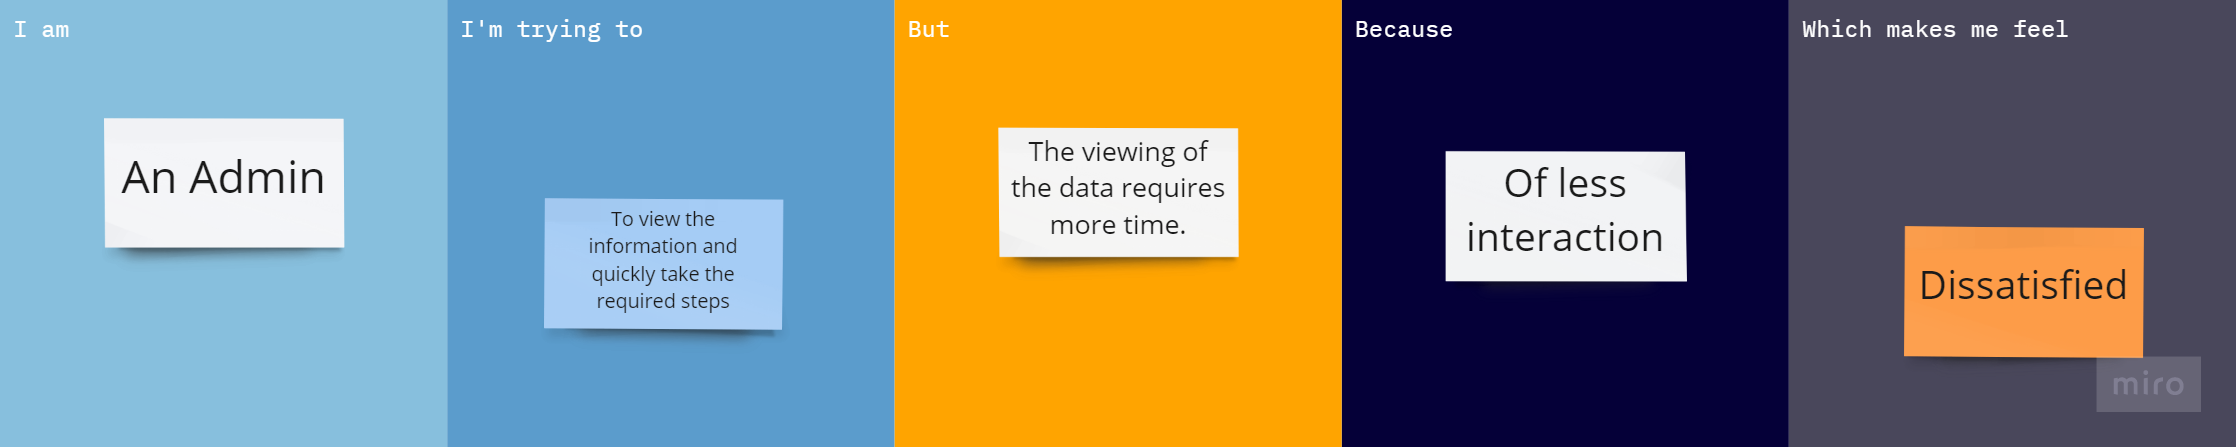 I am
An Admin
I'm trying to
To view the
information and
quickly take the
required steps
But
The viewing of
the data requires
more time.
Because
Of less
interaction
Which makes me feel
Dissatisfied
miro